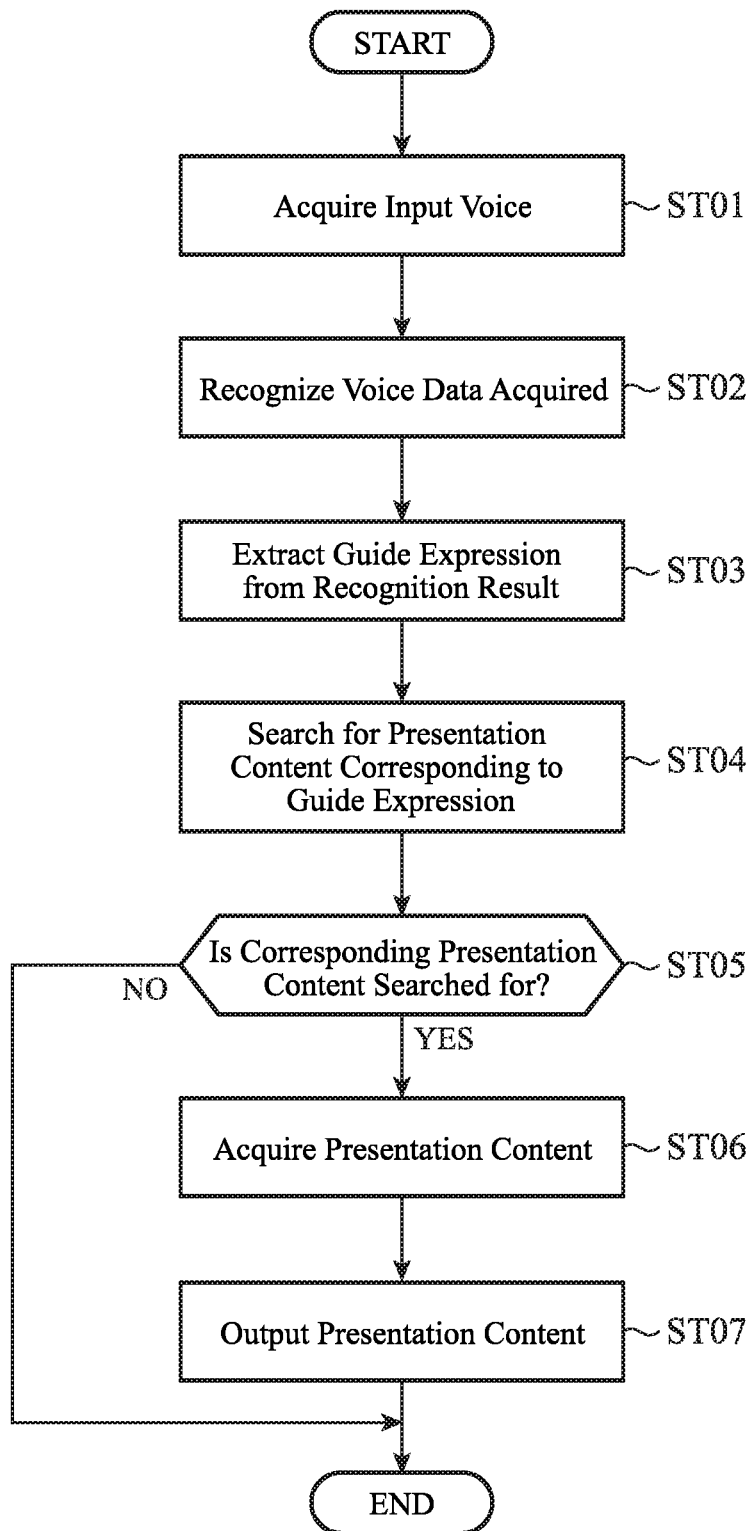 START
Acquire Input Voice
ST01
Recognize Voice Data Acquired
ST02
Extract Guide Expression
from Recognition Result
ST03
Search for Presentation
Content Corresponding to
Guide Expression
ST04
Is Corresponding Presentation
Content Searched for?
ST05
NO
YES
Acquire Presentation Content
ST06
Output Presentation Content
ST07
END